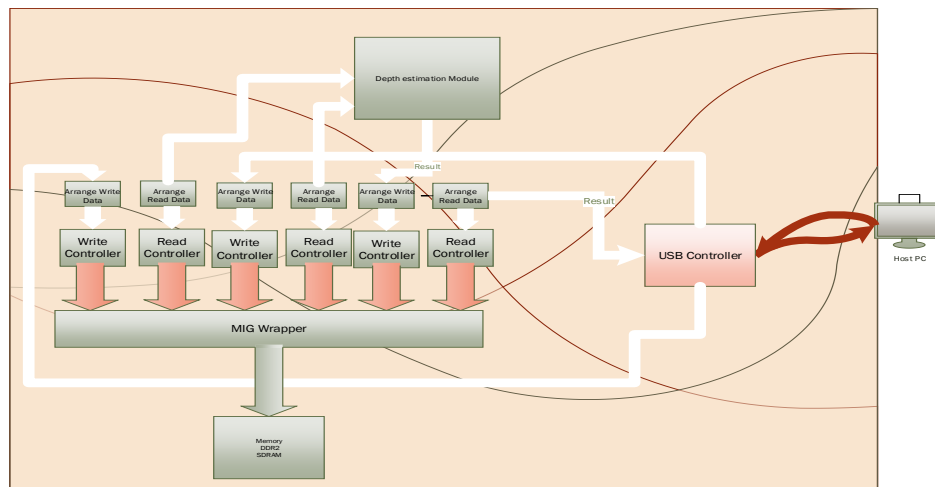 Depth estimation Module
Result
Arrange Write
Data
Arrange
Read Data
Arrange Write
Data
Arrange
Read Data
Arrange Write
Data
Arrange
Read Data
Result
Write
Controller
Read
Controller
Write
Controller
Read
Controller
Write
Controller
Read
Controller
USB Controller
Host PC
MIG Wrapper
Memory
DDR2
SDRAM